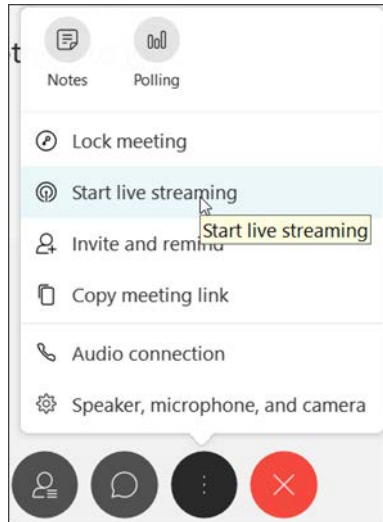 t
Notes
Polling
Lock meeting
Start live streaming
Start live streaming
Invite and remind
Copy meeting link
Audio connection
Speaker, microphone, and camera